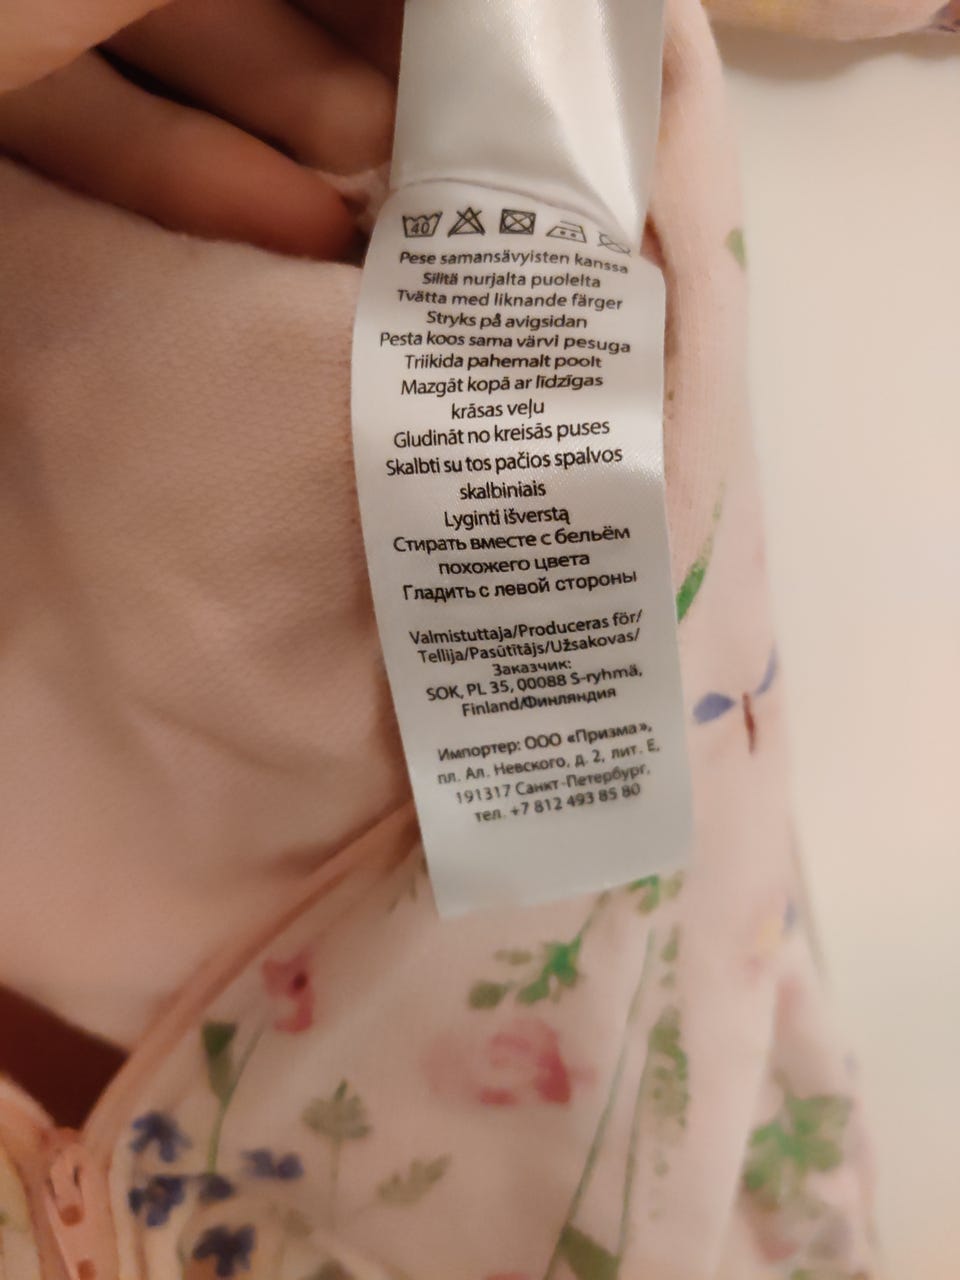 40
Pese samansävyisten kanssa
Silitä nurjalta puolelta
Tvätta med liknande färger
Stryks på avigsidan
Pesta koos sama värvi pesuga
Triikida pahemalt poolt
Mazgāt kopā ar līdzīgas
krāsas veļu
Gludināt no kreisās puses
Skalbti su tos pačios spalvos
skalbiniais
Lyginti išverstą
Стирать вместе с бельём
похожего цвета
Гладить с левой стороны
Valmistuttaja/Produceras för/
Tellija/Pasūtītājs/Užsakovas/
Заказчик:
SOK, PL 35, 00088 S-ryhmä,
Finland/Финляндия
Импортер: ООО «Призма»,
пл. Ал. Невского, д. 2, лит. Е,
191317 Санкт-Петербург,
тел. +7 812 493 85 80